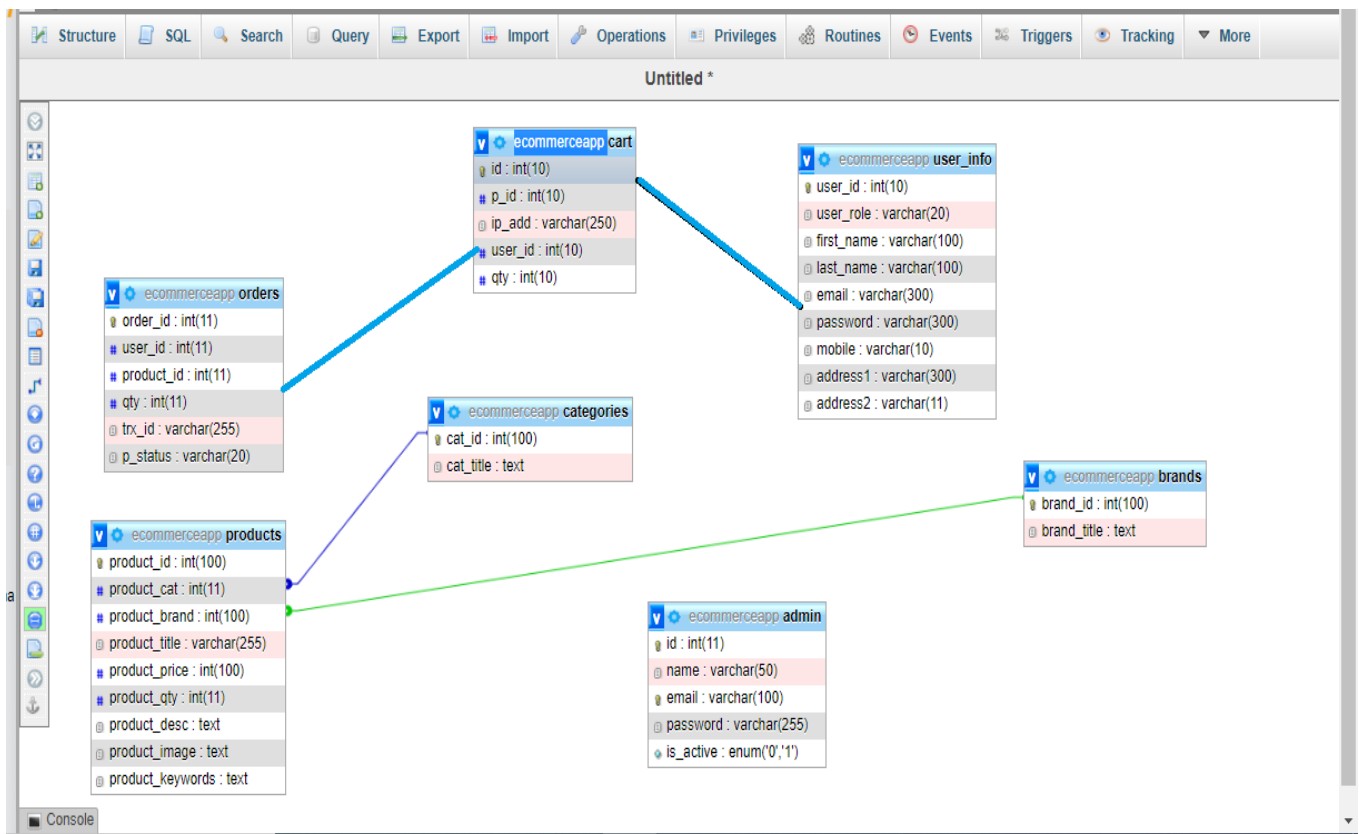 Structure SQL Search Query Export Import Operations Privileges Routines Events Triggers Tracking More
Untitled *
ecommerceapp cart
id : int(10)
p_id : int(10)
ip_add : varchar(250)
user_id : int(10)
qty : int(10)
ecommerceapp user_info
user_id : int(10)
user_role : varchar(20)
first_name : varchar(100)
last_name : varchar(100)
email : varchar(300)
password : varchar(300)
mobile : varchar(10)
address1 : varchar(300)
address2 : varchar(11)
ecommerceapp orders
order_id : int(11)
user_id : int(11)
product_id : int(11)
qty : int(11)
trx_id : varchar(255)
p_status : varchar(20)
ecommerceapp categories
cat_id : int(100)
cat_title : text
ecommerceapp brands
brand_id : int(100)
brand_title : text
ecommerceapp products
product_id : int(100)
product_cat : int(11)
product_brand : int(100)
product_title : varchar(255)
product_price : int(100)
product_qty : int(11)
product_desc : text
product_image : text
product_keywords : text
ecommerceapp admin
id : int(11)
name : varchar(50)
email : varchar(100)
password : varchar(255)
is_active : enum('0','1')
Console